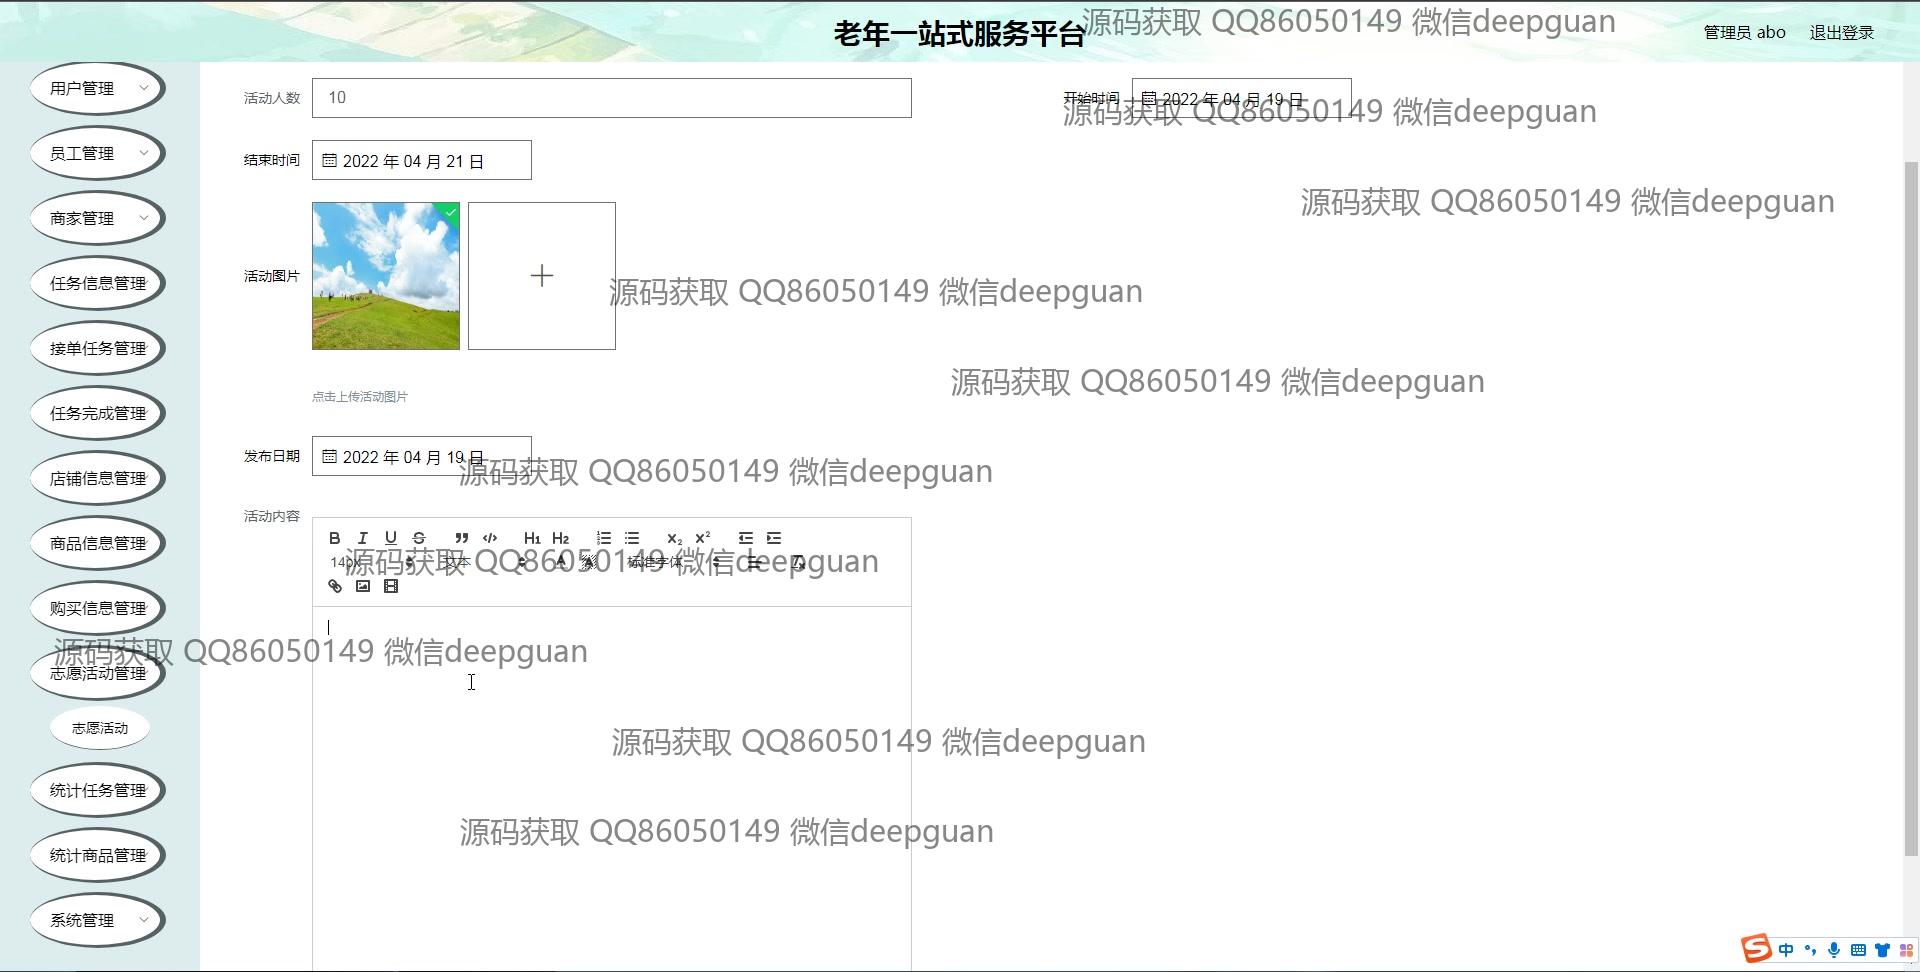 老年一站式服务平台
源码获取 QQ86050149 微信deepguan
管理员 abo
退出登录
用户管理
员工管理
商家管理
任务信息管理
接单任务管理
任务完成管理
店铺信息管理
商品信息管理
购买信息管理
志愿活动管理
志愿活动
统计任务管理
统计商品管理
系统管理
活动人数
10
开始时间
2022 年 04 月 19 日
源码获取 QQ86050149 微信deepguan
结束时间
2022 年 04 月 21 日
源码获取 QQ86050149 微信deepguan
活动图片
源码获取 QQ86050149 微信deepguan
源码获取 QQ86050149 微信deepguan
点击上传活动图片
发布日期
2022 年 04 月 19 日
源码获取 QQ86050149 微信deepguan
活动内容
B I U S H1 H2 x2 x2
14px
文本
标准字体
源码获取 QQ86050149 微信deepguan
源码获取 QQ86050149 微信deepguan
源码获取 QQ86050149 微信deepguan
源码获取 QQ86050149 微信deepguan
中